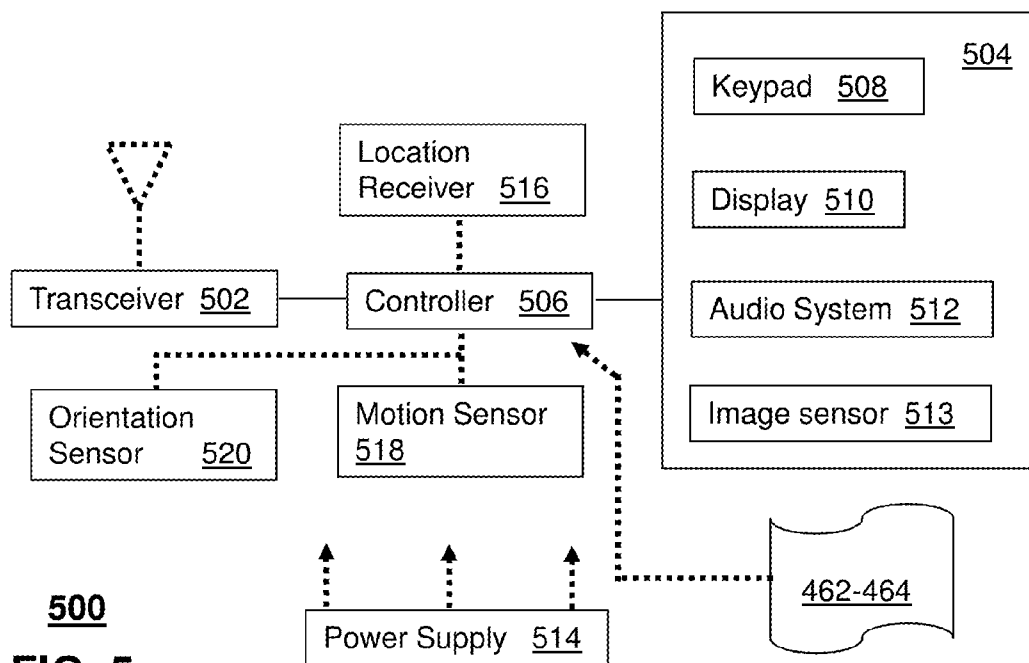 504
Keypad 508
Location
Receiver 516
Display 510
Transceiver 502
Controller 506
Audio System 512
Orientation
Sensor 520
Motion Sensor
518
Image sensor 513
462-464
500
Power Supply 514
FIG. 5